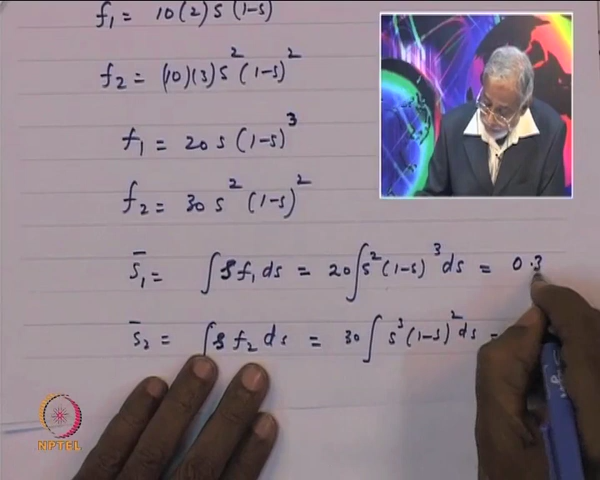 f₁ = 10(2) s (1-s)
f₂ = (10)(3) s² (1-s)²
f₁ = 20 s (1-s)³
f₂ = 30 s² (1-s)²
s̄₁ = ∫ s f₁ ds = 20 ∫ s² (1-s)³ ds = 0.3
s̄₂ = ∫ s f₂ ds = 30 ∫ s³ (1-s)² ds =
NPTEL